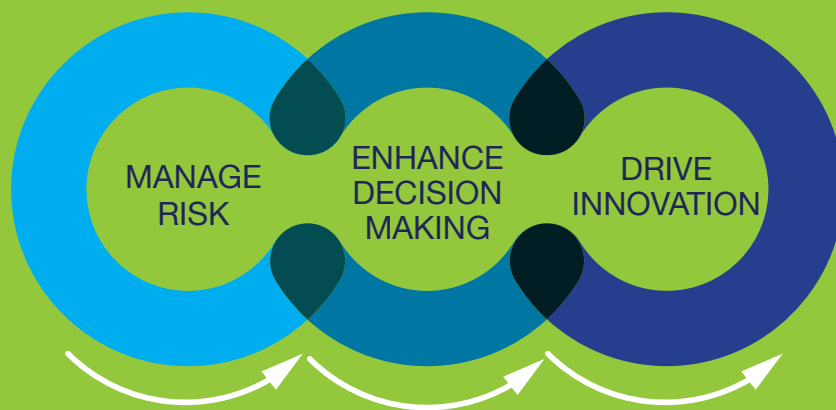 MANAGE
RISK
ENHANCE
DECISION
MAKING
DRIVE
INNOVATION